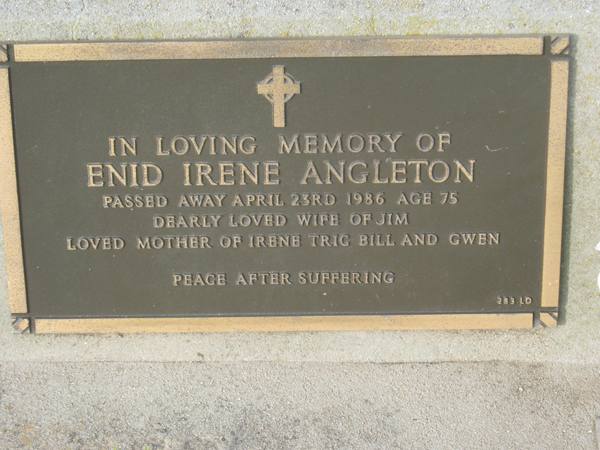 IN LOVING MEMORY OF
ENID IRENE ANGLETON
PASSED AWAY APRIL 23RD 1986 AGE 75
DEARLY LOVED WIFE OF JIM
LOVED MOTHER OF IRENE TRIC BILL AND GWEN
PEACE AFTER SUFFERING
283 LD